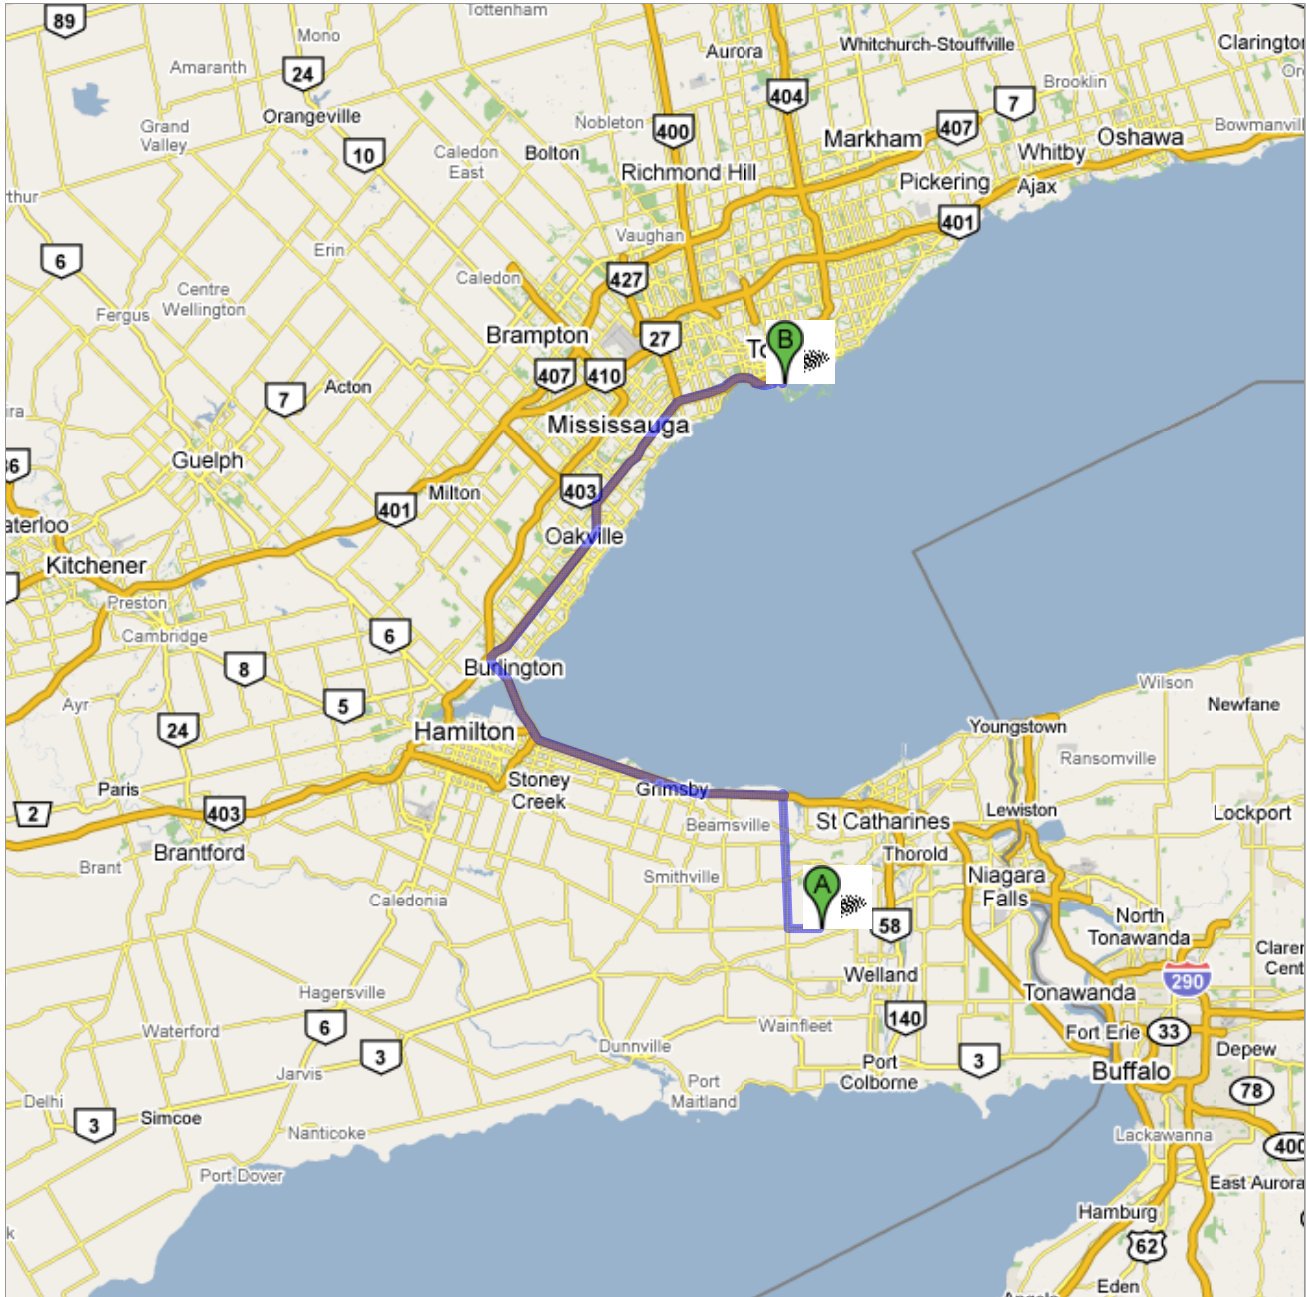 89
Tottenham
Mono
Amaranth
24
Orangeville
Aurora
Whitchurch-Stouffville
404
Brooklin
7
Grand
Valley
10
Caledon
East
Bolton
Nobleton
400
Richmond Hill
Markham
407
Whitby
Oshawa
Bowmanvill
Pickering
Ajax
401
6
Erin
Vaughan
Caledon
427
Centre
Wellington
Fergus
Brampton
27
B
407
410
7
Acton
Mississauga
Guelph
Milton
403
401
Oakville
aterloo
Kitchener
Preston
Cambridge
6
8
5
Burlington
Ayr
24
Hamilton
Wilson
Newfane
Youngstown
Ransomville
Paris
Stoney
Creek
Grimsby
2
403
Brantford
Beamsville
St Catharines
Lewiston
Lockport
Brant
Smithville
Thorold
Niagara
Falls
Caledonia
A
58
North
Tonawanda
Welland
290
Hagersville
Tonawanda
6
Waterford
3
Wainfleet
140
Fort Erie
33
Dunnville
Depew
Jarvis
Port
Maitland
Port
Colborne
3
Buffalo
78
Delhi
3
Simcoe
Nanticoke
Lackawanna
400
Port Dover
East Aurora
Hamburg
62
Eden